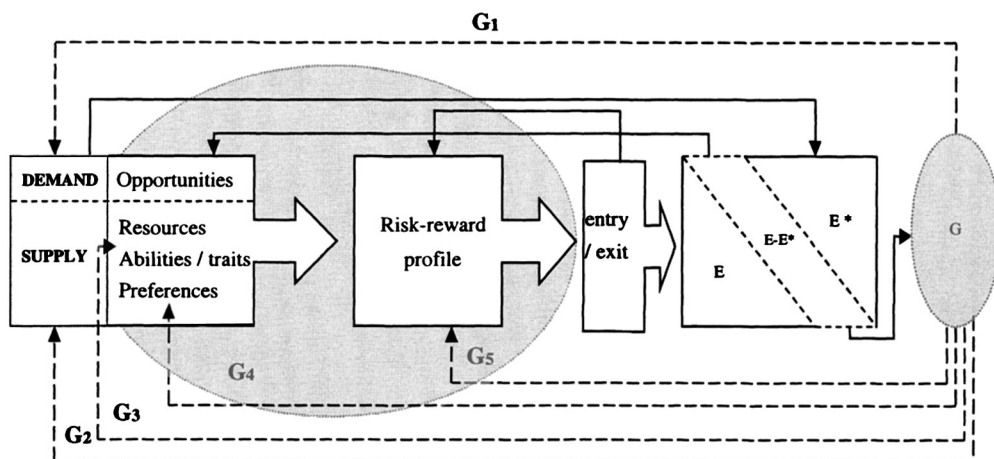 G1
DEMAND
Opportunities
SUPPLY
Resources
Abilities / traits
Preferences
Risk-reward
profile
entry
/ exit
E
E-E*
E *
G
G4
G5
G3
G2